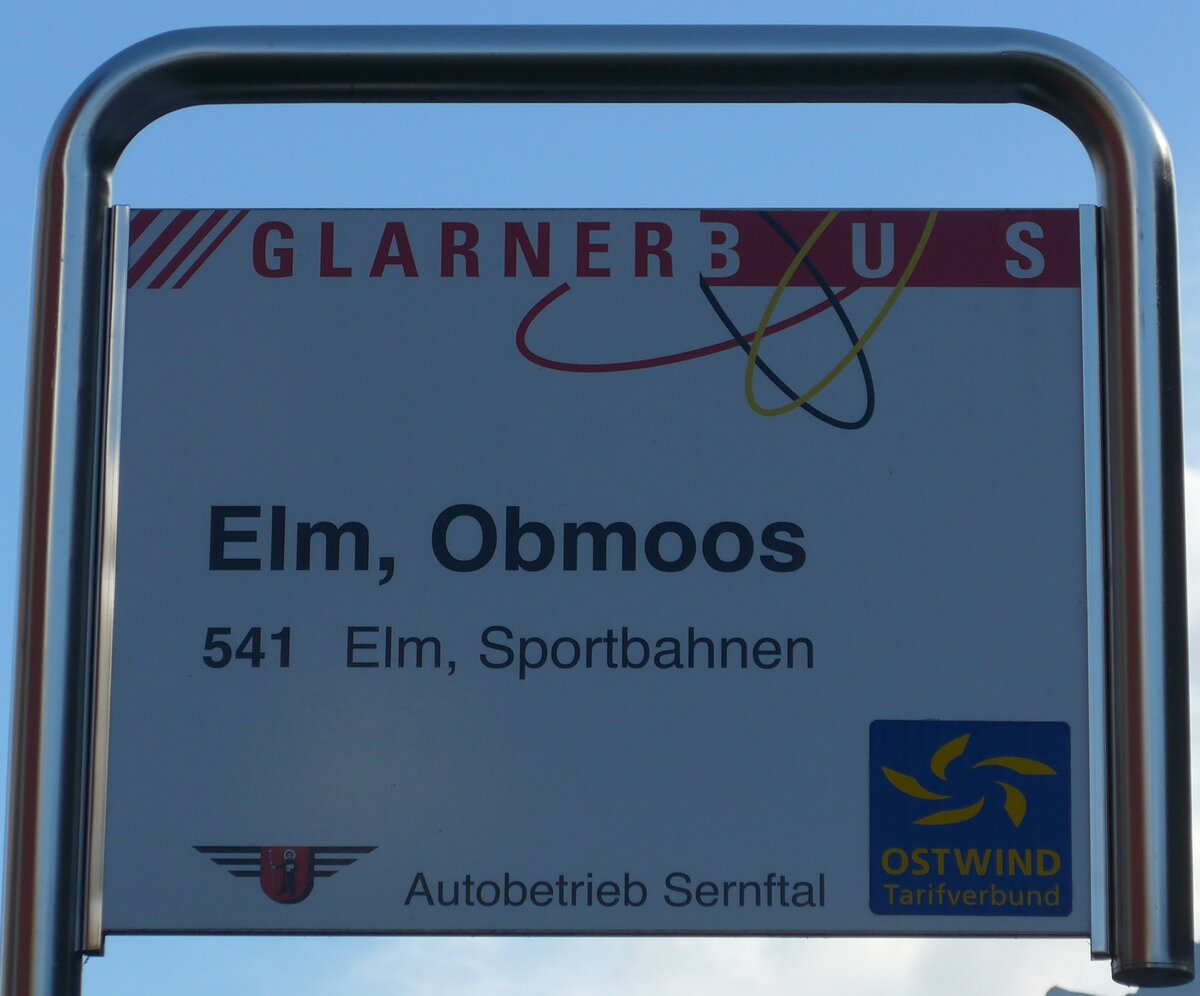 GLARNERBUS
Elm, Obmoos
541 Elm, Sportbahnen
Autobetrieb Sernftal
OSTWIND
Tarifverbund